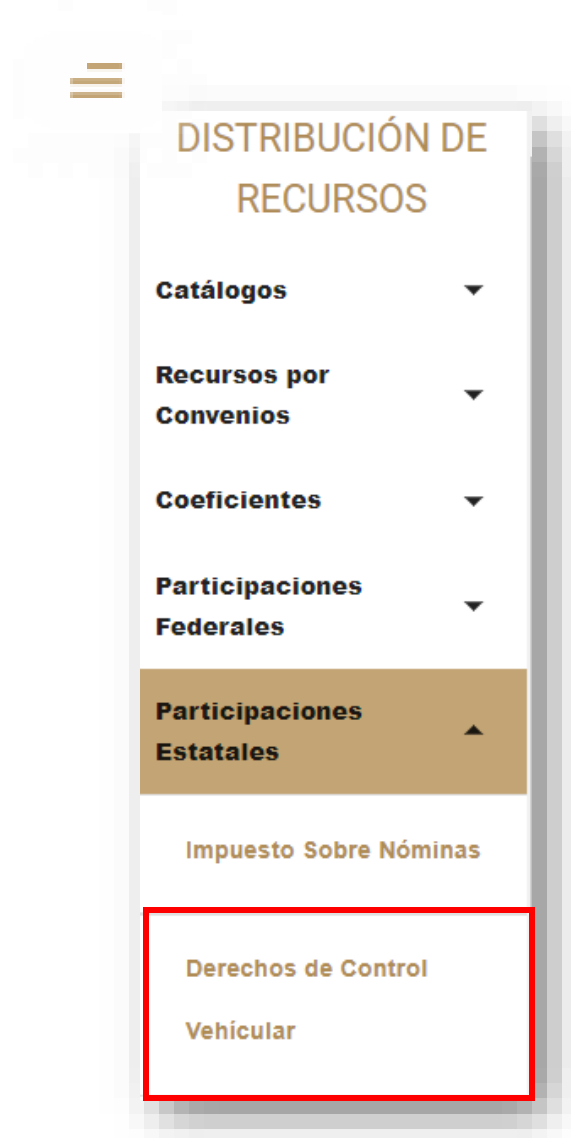 DISTRIBUCIÓN DE
RECURSOS
Catálogos
Recursos por
Convenios
Coeficientes
Participaciones
Federales
Participaciones
Estatales
Impuesto Sobre Nóminas
Derechos de Control
Vehícular